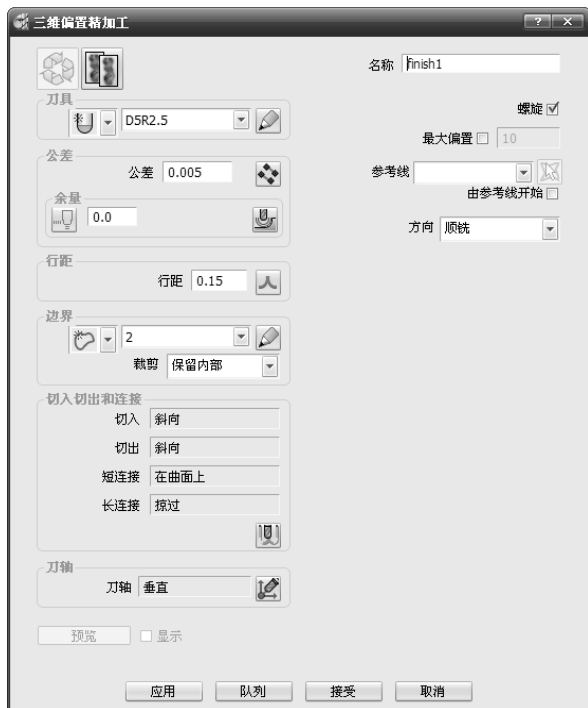 三维偏置精加工
刀具
D5R2.5
公差
公差 0.005
余量
0.0
行距
行距 0.15
边界
2
裁剪 保留内部
切入切出和连接
切入 斜向
切出 斜向
短连接 在曲面上
长连接 掠过
刀轴
刀轴 垂直
预览 显示
名称 finish1
螺旋
最大偏置 10
参考线
由参考线开始
方向 顺铣
应用 队列 接受 取消